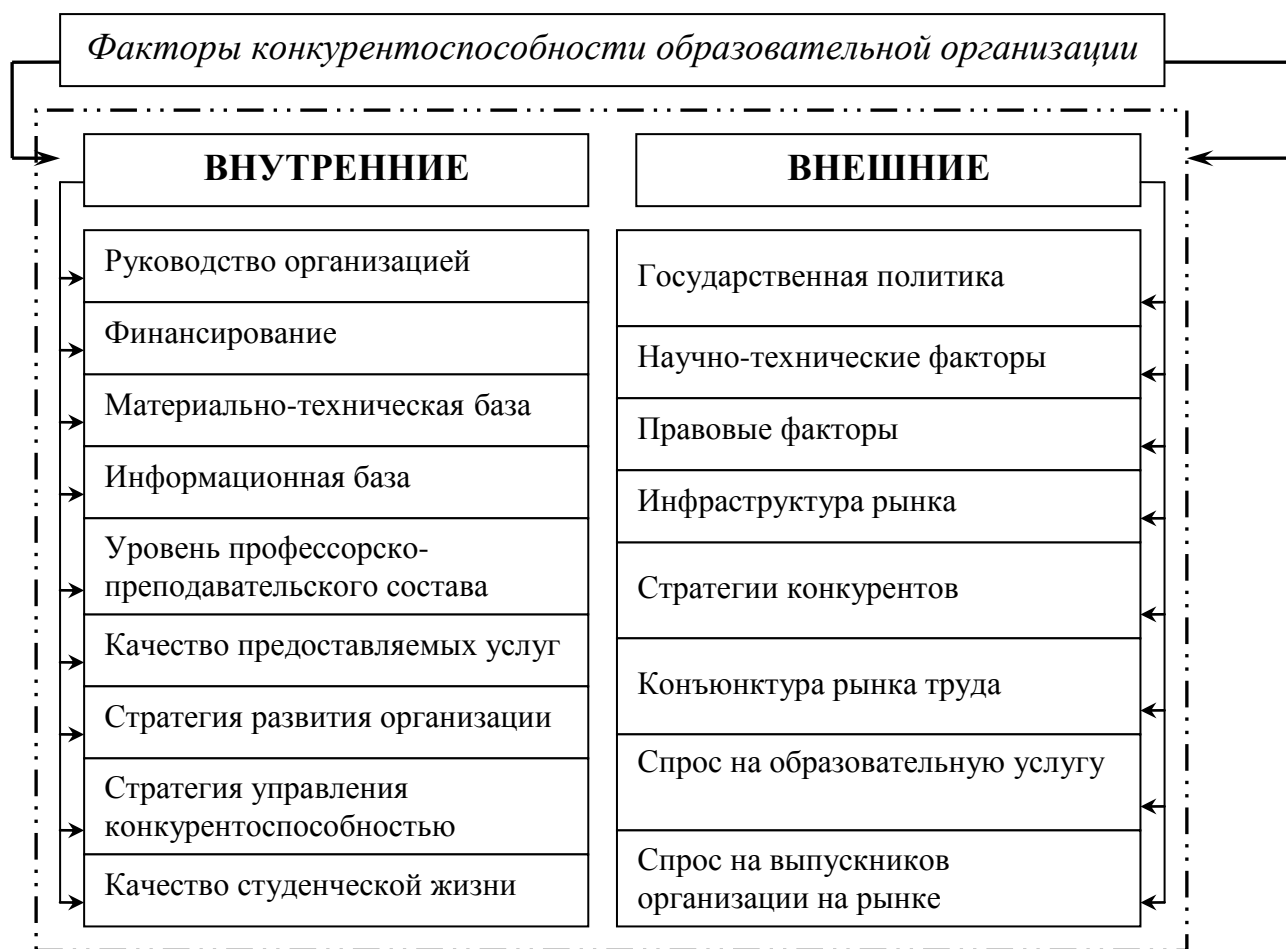 Факторы конкурентоспособности образовательной организации
ВНУТРЕННИЕ
Руководство организацией
Финансирование
Материально-техническая база
Информационная база
Уровень профессорско-
преподавательского состава
Качество предоставляемых услуг
Стратегия развития организации
Стратегия управления
конкурентоспособностью
Качество студенческой жизни
ВНЕШНИЕ
Государственная политика
Научно-технические факторы
Правовые факторы
Инфраструктура рынка
Стратегии конкурентов
Конъюнктура рынка труда
Спрос на образовательную услугу
Спрос на выпускников
организации на рынке